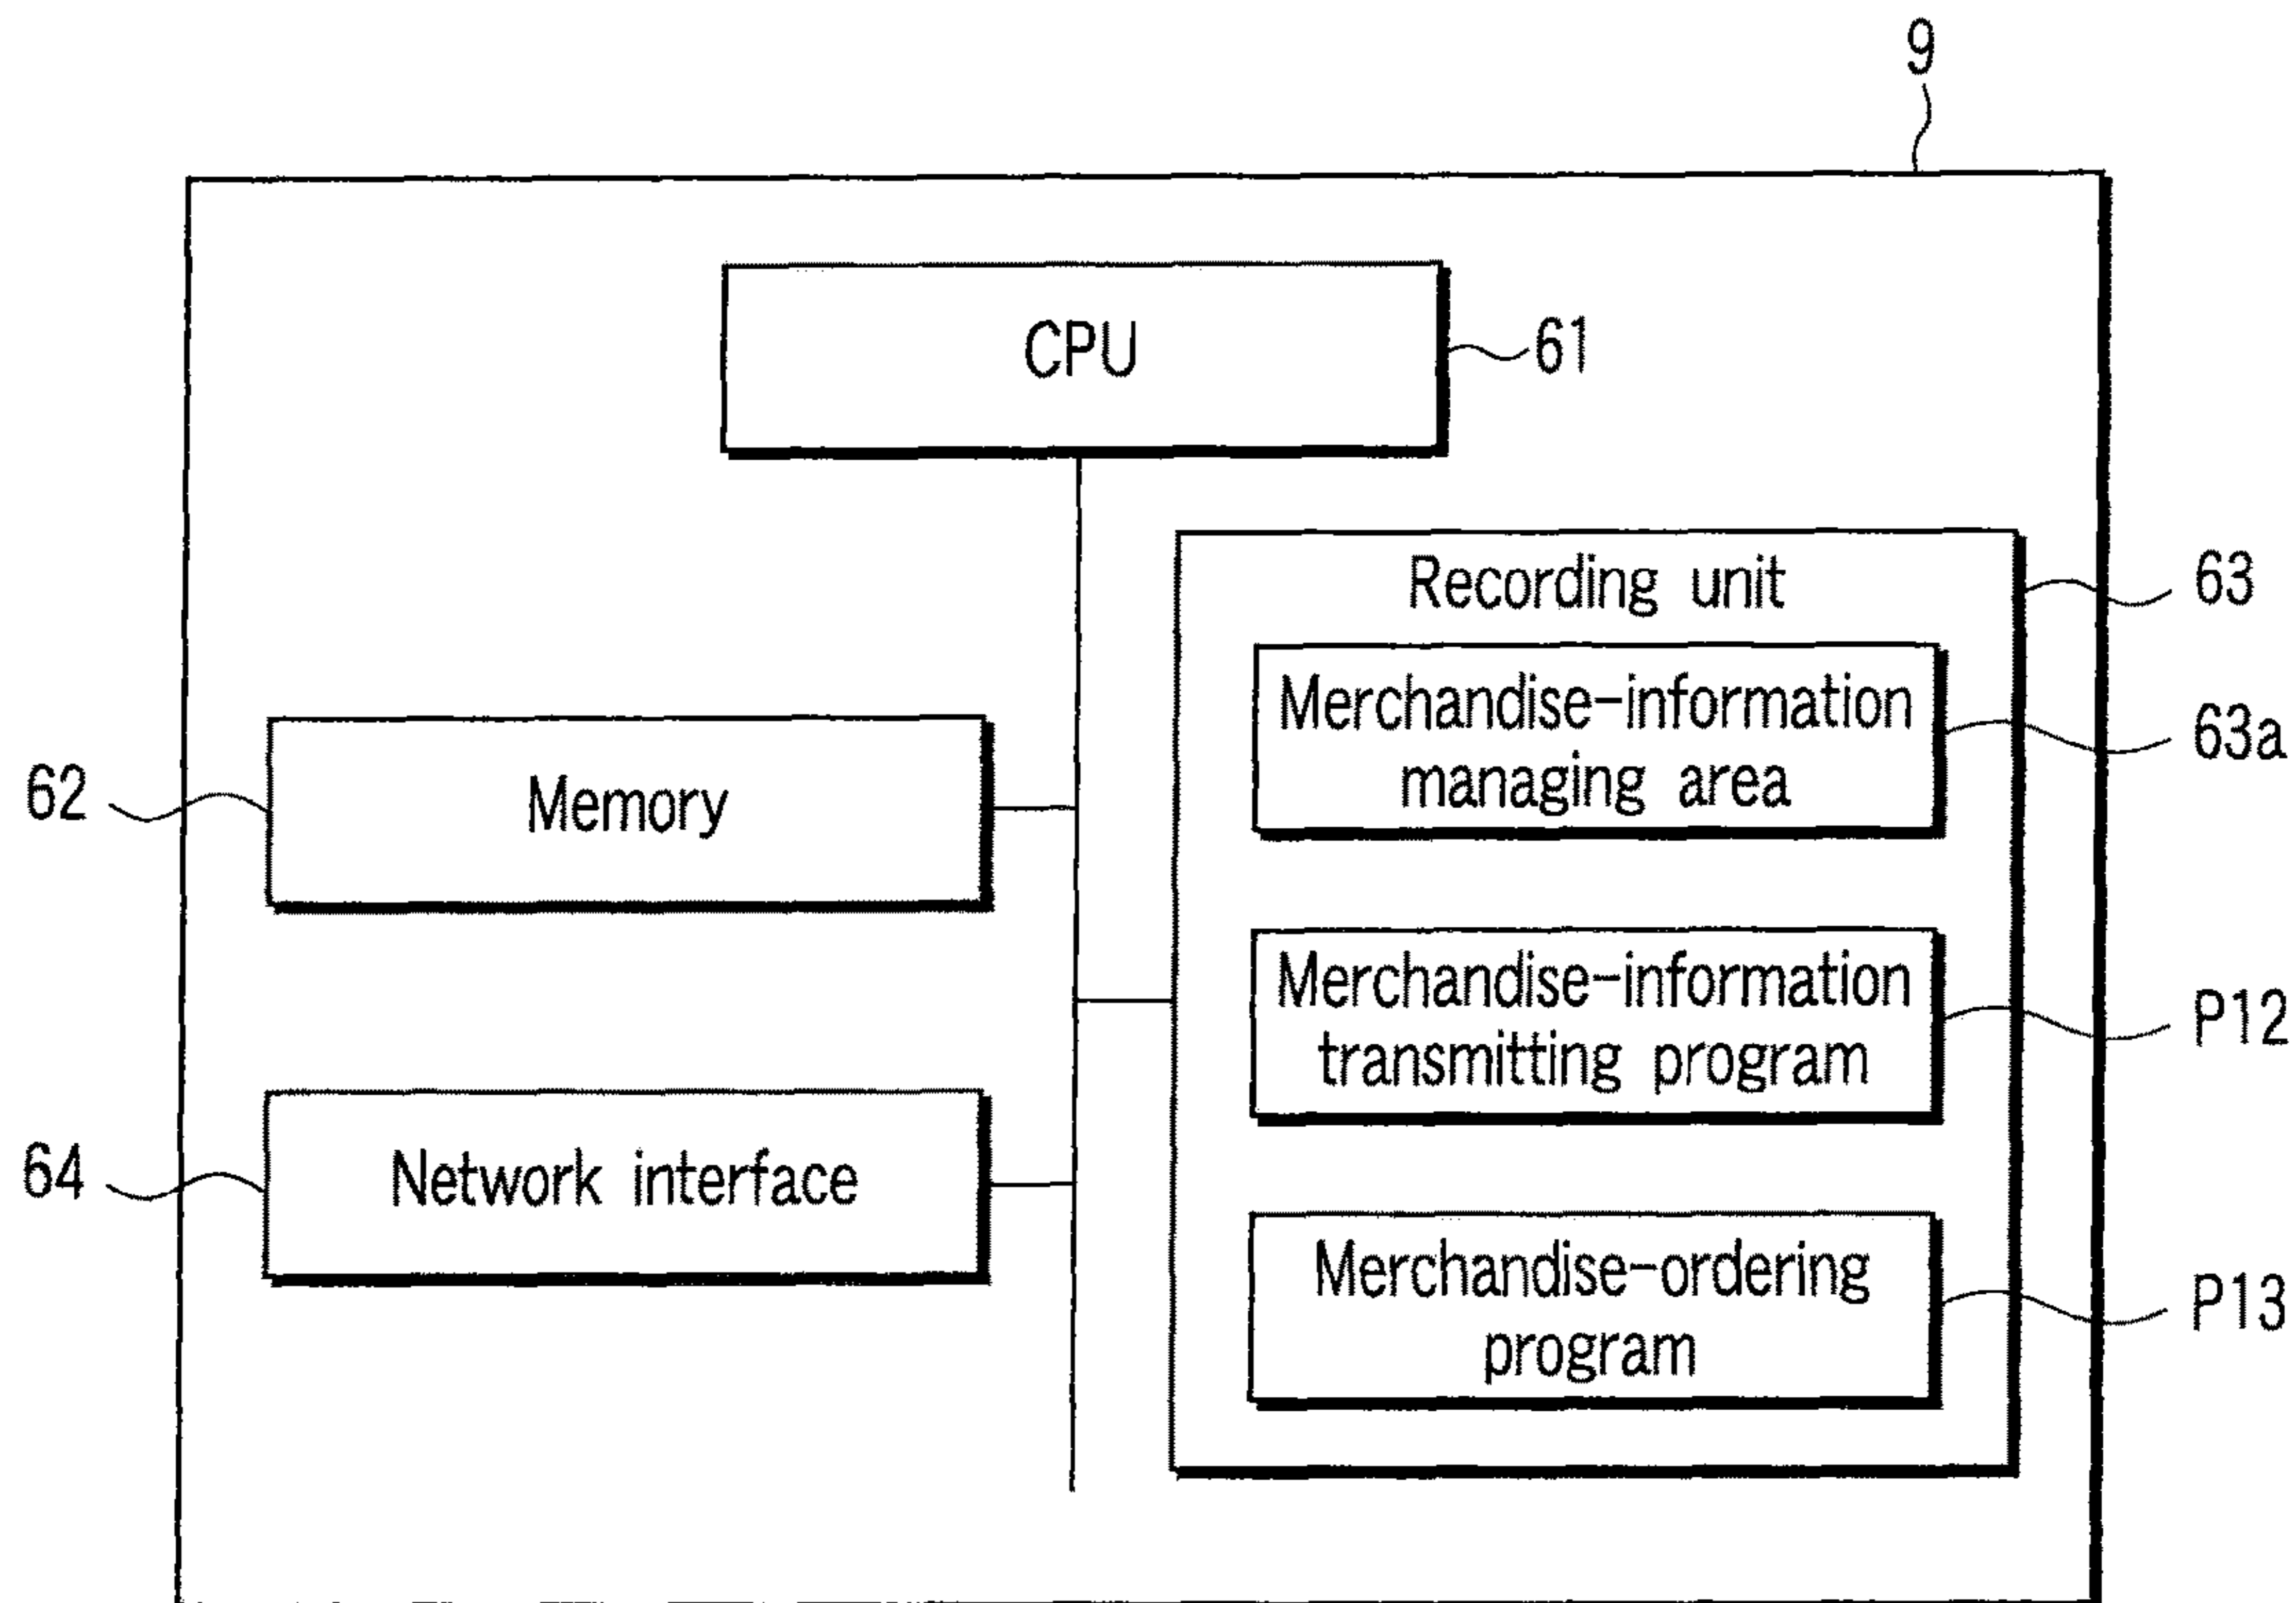 9
CPU
61
Recording unit
63
Merchandise-information
managing area
63a
62
Memory
Merchandise-information
transmitting program
P12
64
Network interface
Merchandise-ordering
program
P13